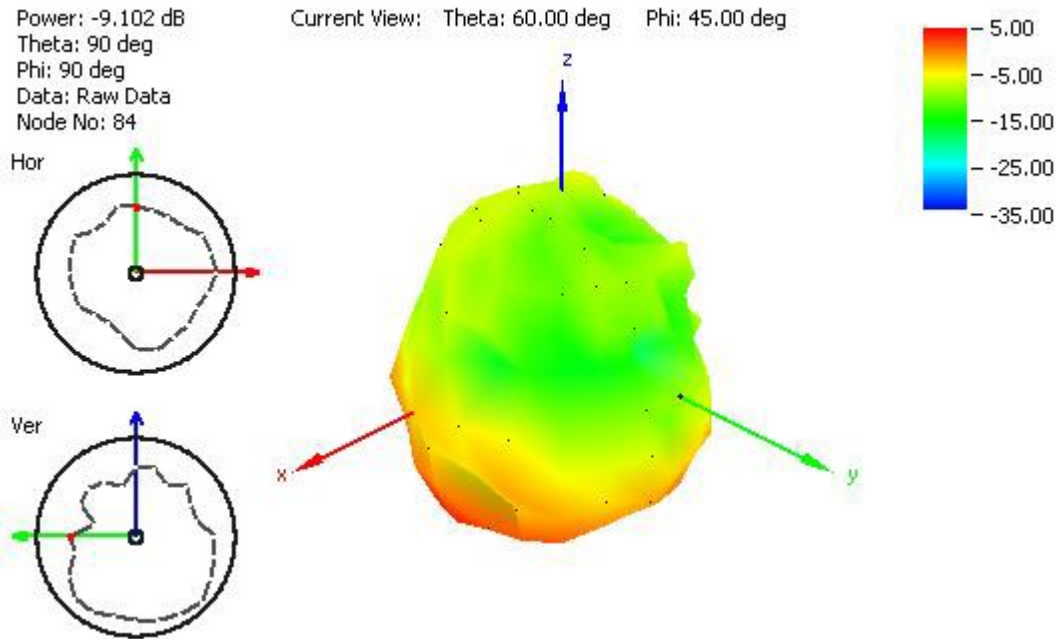 Power: -9.102 dB
Theta: 90 deg
Phi: 90 deg
Data: Raw Data
Node No: 84
Current View: Theta: 60.00 deg Phi: 45.00 deg
5.00
-5.00
-15.00
-25.00
-35.00
Hor
Ver
z
x
y